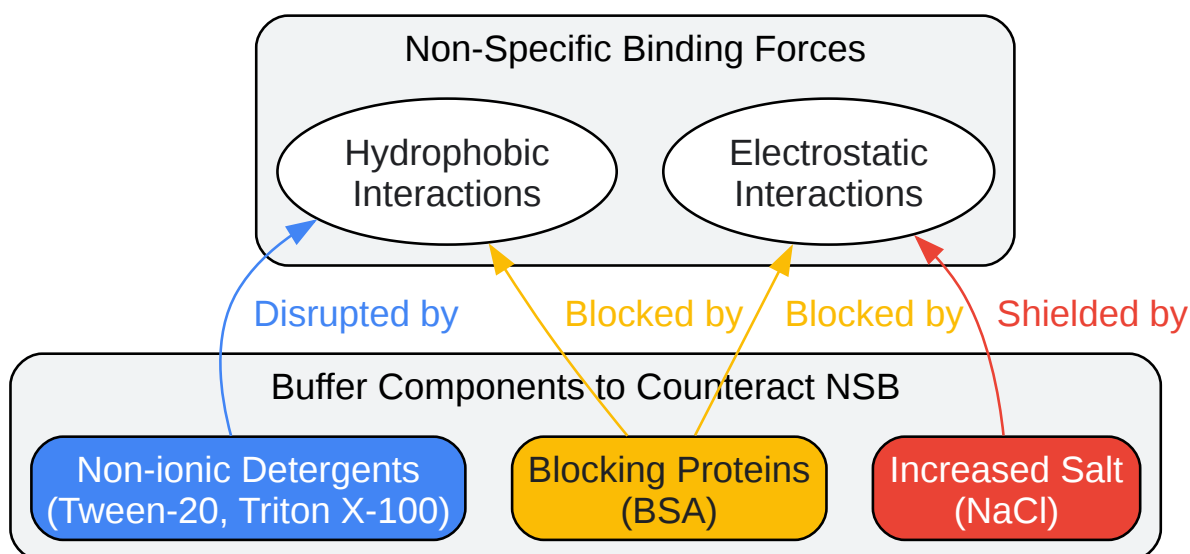 Non-Specific Binding Forces
Hydrophobic
Interactions
Electrostatic
Interactions
Disrupted by
Blocked by
Blocked by
Shielded by
Buffer Components to Counteract NSB
Non-ionic Detergents
(Tween-20, Triton X-100)
Blocking Proteins
(BSA)
Increased Salt
(NaCl)